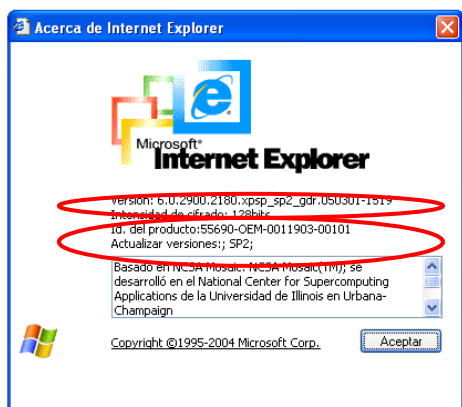 Acerca de Internet Explorer
Microsoft®
Internet Explorer
Versión: 6.0.2900.2180.xpsp_sp2_gdr.050301-1519
Intensidad de cifrado: 128bits
Id. del producto:55690-OEM-0011903-00101
Actualizar versiones:; SP2;
Basado en NCSA Mosaic. NCSA Mosaic(TM); se
desarrolló en el National Center for Supercomputing
Applications de la Universidad de Illinois en Urbana-
Champaign
Copyright ©1995-2004 Microsoft Corp.
Aceptar